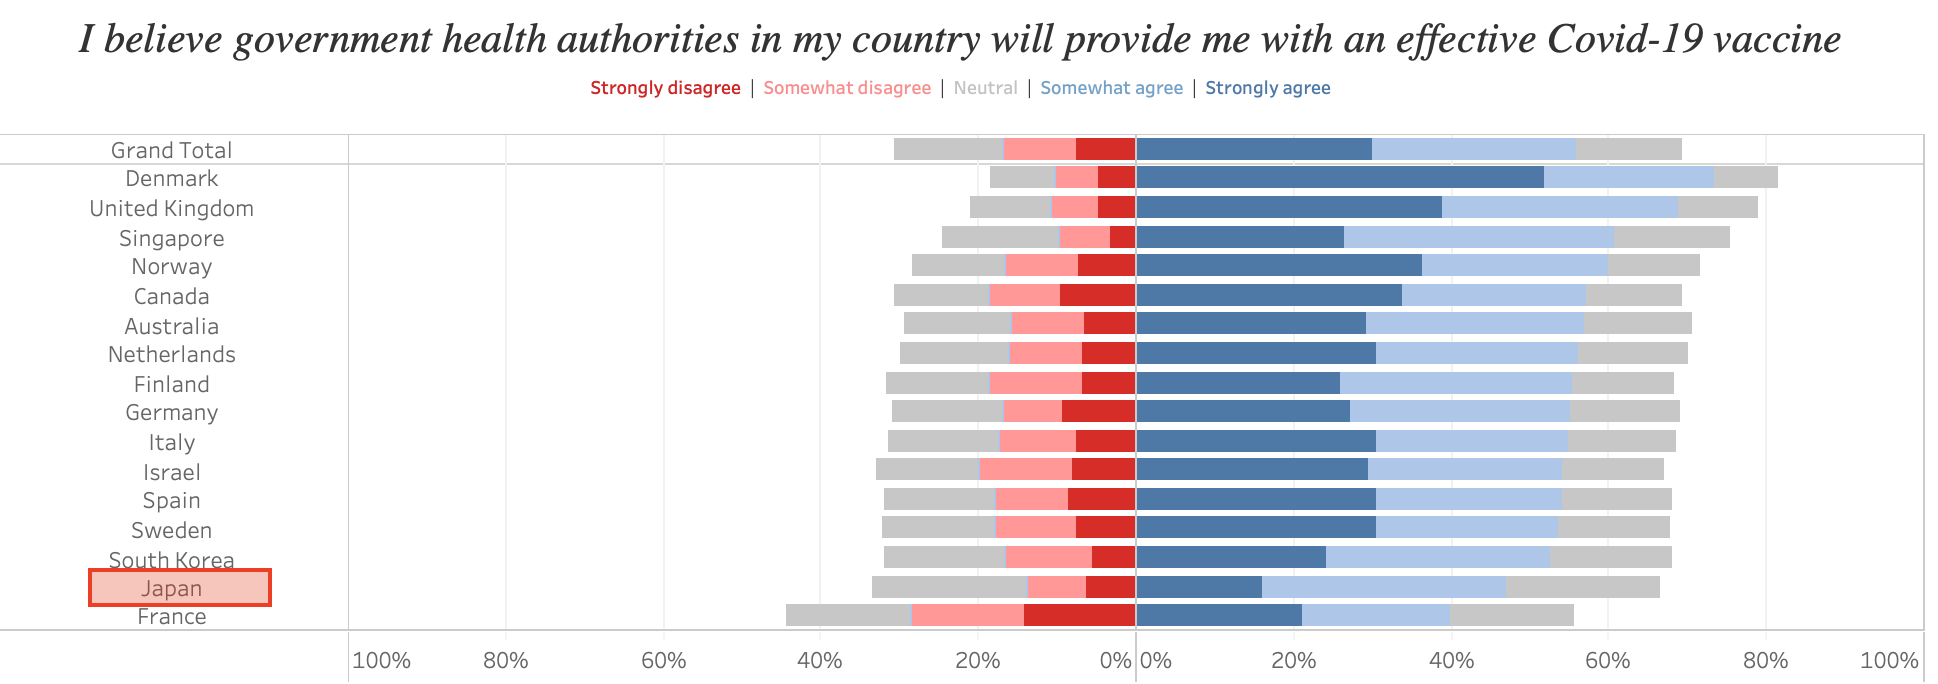 I believe government health authorities in my country will provide me with an effective Covid-19 vaccine
Strongly disagree | Somewhat disagree | Neutral | Somewhat agree | Strongly agree
Grand Total
Denmark
United Kingdom
Singapore
Norway
Canada
Australia
Netherlands
Finland
Germany
Italy
Israel
Spain
Sweden
South Korea
Japan
France
100% 80% 60% 40% 20% 0% 0% 20% 40% 60% 80% 100%